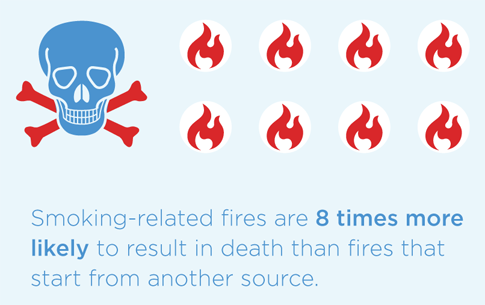 Smoking-related fires are 8 times more
likely to result in death than fires that
start from another source.